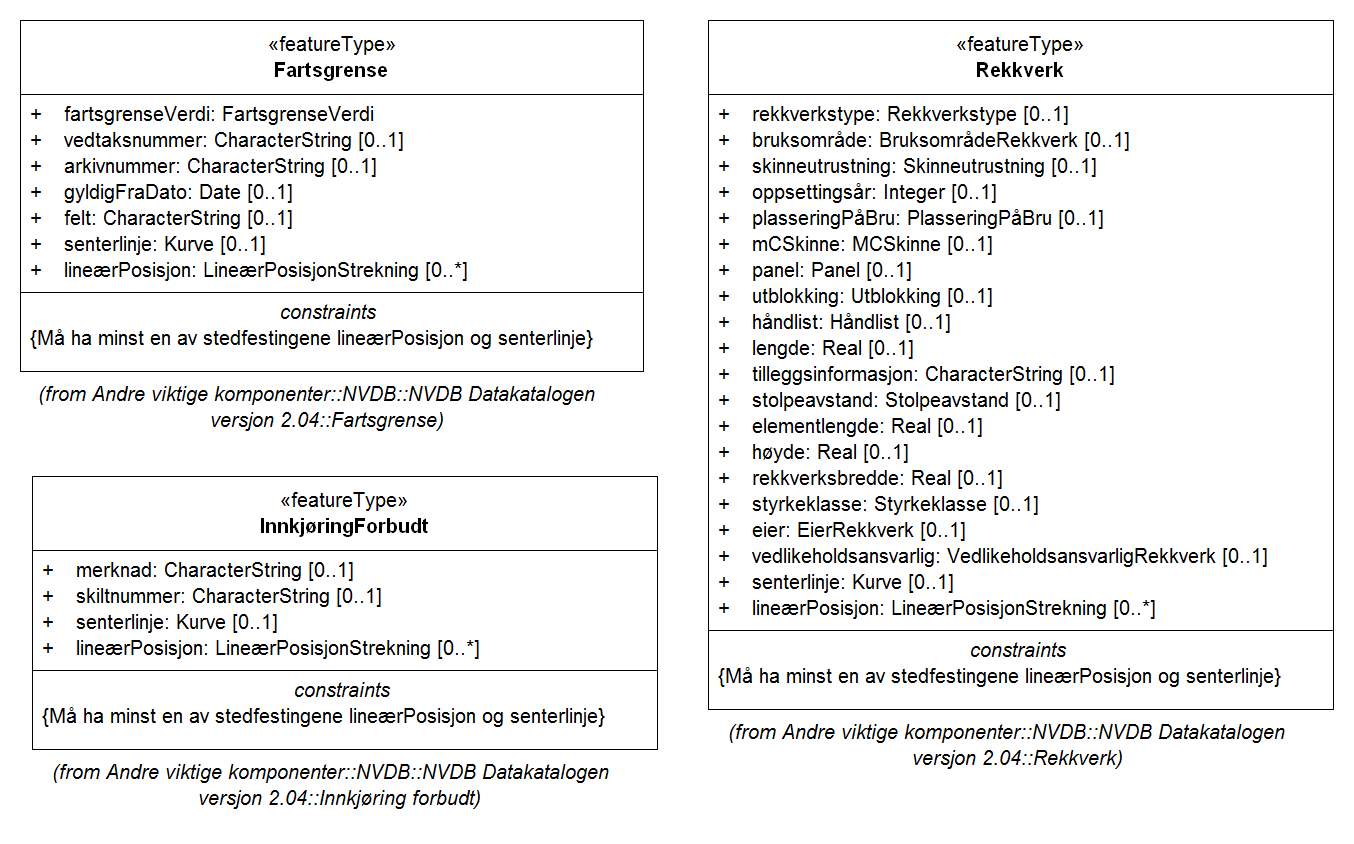 «featureType»
Fartsgrense
+ fartsgrenseVerdi: FartsgrenseVerdi
+ vedtaksnummer: CharacterString [0..1]
+ arkivnummer: CharacterString [0..1]
+ gyldigFraDato: Date [0..1]
+ felt: CharacterString [0..1]
+ senterlinje: Kurve [0..1]
+ lineærPosisjon: LineærPosisjonStrekning [0..*]
constraints
{Må ha minst en av stedfestingene lineærPosisjon og senterlinje}
(from Andre viktige komponenter::NVDB::NVDB Datakatalogen
versjon 2.04::Fartsgrense)
«featureType»
InnkjøringForbudt
+ merknad: CharacterString [0..1]
+ skiltnummer: CharacterString [0..1]
+ senterlinje: Kurve [0..1]
+ lineærPosisjon: LineærPosisjonStrekning [0..*]
constraints
{Må ha minst en av stedfestingene lineærPosisjon og senterlinje}
(from Andre viktige komponenter::NVDB::NVDB Datakatalogen
versjon 2.04::Innkjøring forbudt)
«featureType»
Rekkverk
+ rekkverkstype: Rekkverkstype [0..1]
+ bruksområde: BruksområdeRekkverk [0..1]
+ skinneutrustning: Skinneutrustning [0..1]
+ oppsettingsår: Integer [0..1]
+ plasseringPåBru: PlasseringPåBru [0..1]
+ mCSkinne: MCSkinne [0..1]
+ panel: Panel [0..1]
+ utblokking: Utblokking [0..1]
+ håndlist: Håndlist [0..1]
+ lengde: Real [0..1]
+ tilleggsinformasjon: CharacterString [0..1]
+ stolpeavstand: Stolpeavstand [0..1]
+ elementlengde: Real [0..1]
+ høyde: Real [0..1]
+ rekkverksbredde: Real [0..1]
+ styrkeklasse: Styrkeklasse [0..1]
+ eier: EierRekkverk [0..1]
+ vedlikeholdsansvarlig: VedlikeholdsansvarligRekkverk [0..1]
+ senterlinje: Kurve [0..1]
+ lineærPosisjon: LineærPosisjonStrekning [0..*]
constraints
{Må ha minst en av stedfestingene lineærPosisjon og senterlinje}
(from Andre viktige komponenter::NVDB::NVDB Datakatalogen
versjon 2.04::Rekkverk)